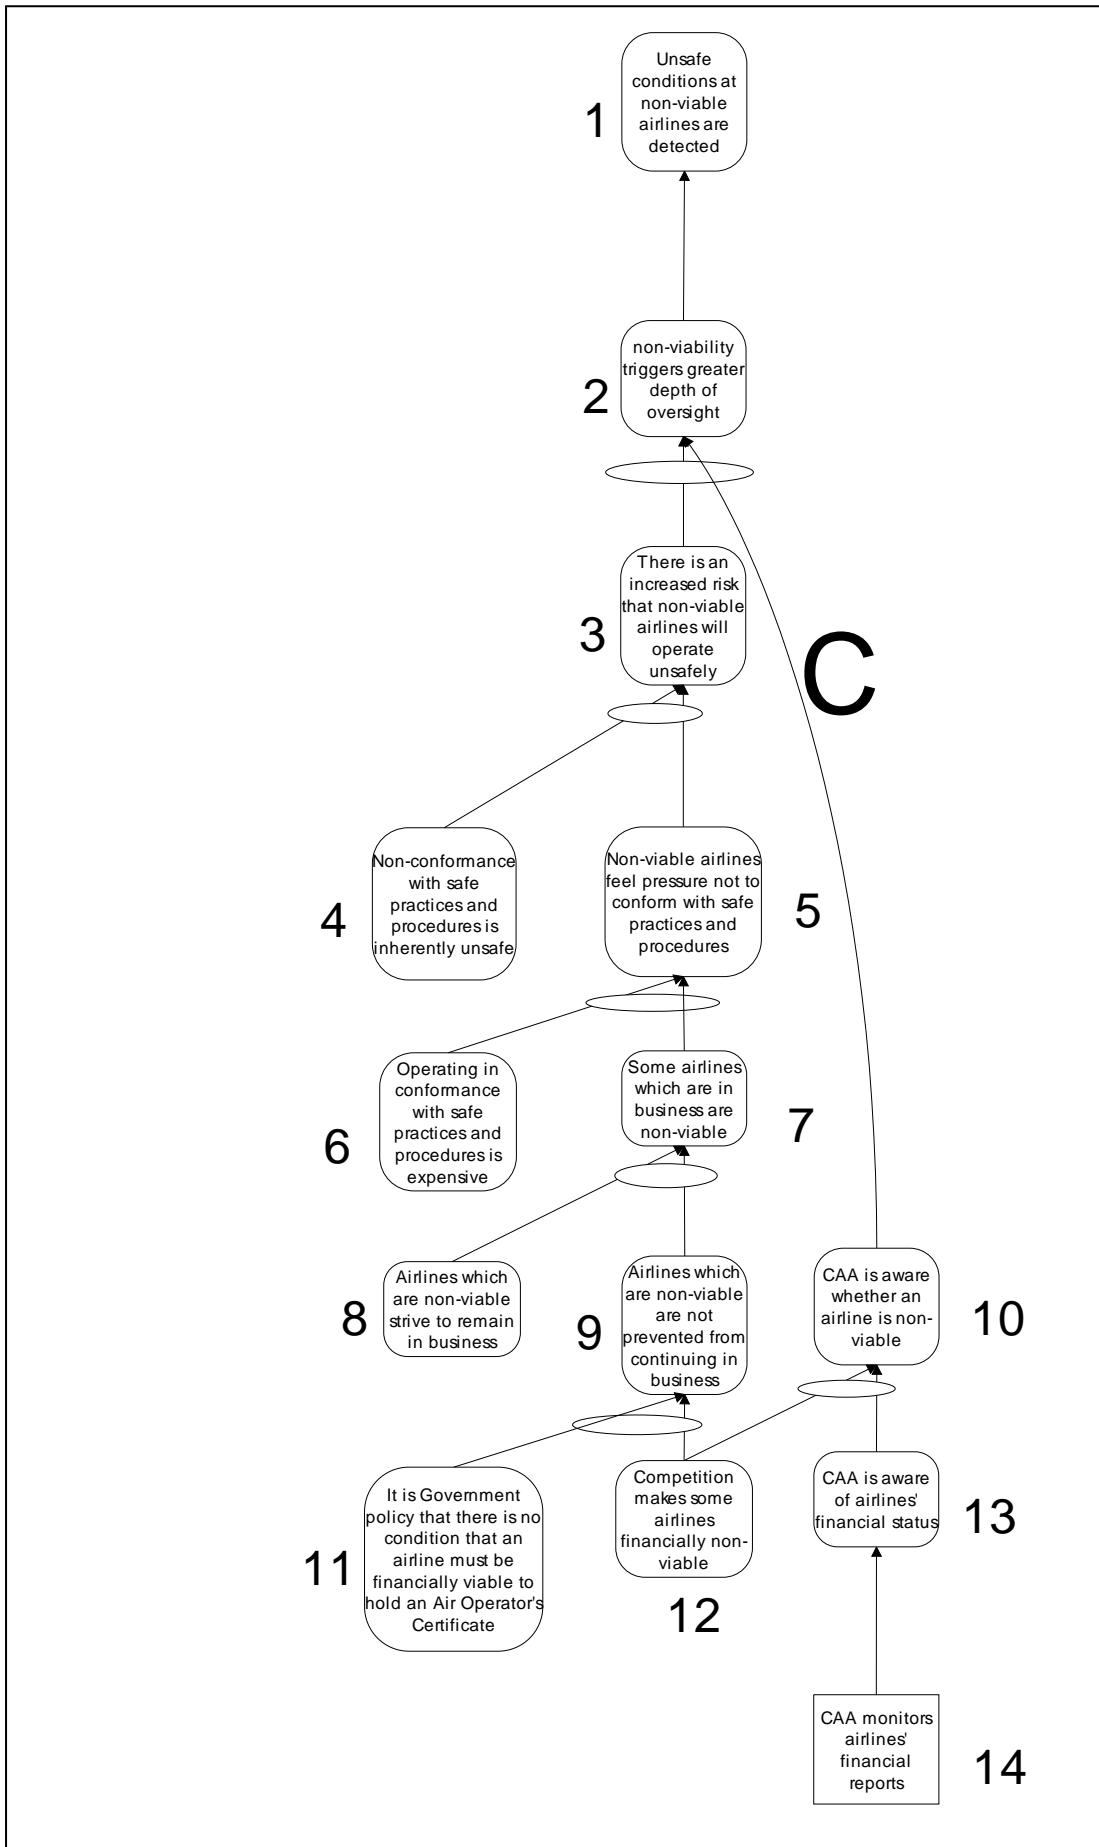 Unsafe
conditions at
non-viable
airlines are
detected
1
non-viability
triggers greater
depth of
oversight
2
There is an
increased risk
that non-viable
airlines will
operate
unsafely
3
C
Non-conformance
with safe
practices and
procedures is
inherently unsafe
4
Non-viable airlines
feel pressure not to
conform with safe
practices and
procedures
5
Operating in
conformance
with safe
practices and
procedures is
expensive
6
Some airlines
which are in
business are
non-viable
7
Airlines which
are non-viable
strive to remain
in business
8
Airlines which
are non-viable
are not
prevented from
continuing in
business
9
CAA is aware
whether an
airline is non-
viable
10
It is Government
policy that there is no
condition that an
airline must be
financially viable to
hold an Air Operator's
Certificate
11
Competition
makes some
airlines
financially non-
viable
12
CAA is aware
of airlines'
financial status
13
CAA monitors
airlines'
financial
reports
14